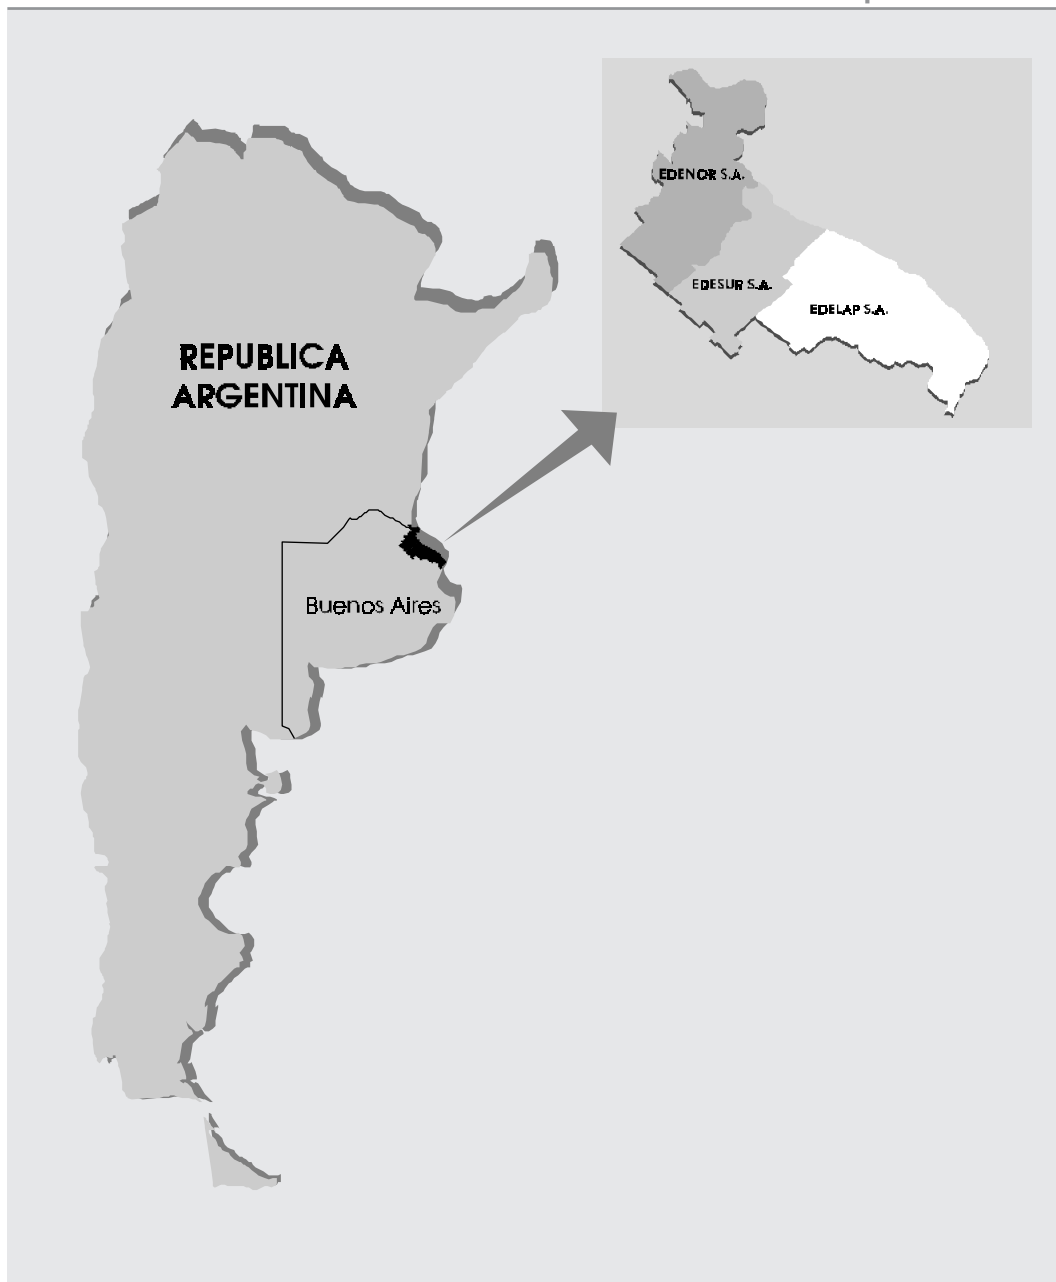 EDENOR S.A.
EDESUR S.A.
EDELAP S.A.
REPUBLICA
ARGENTINA
Buenos Aires